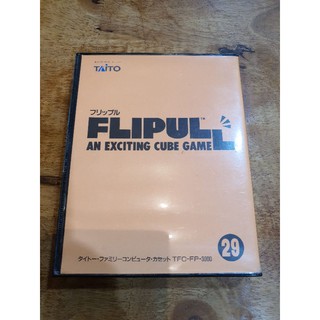 TAITO
フリップル
FLIPULL
AN EXCITING CUBE GAME
タイトー・ファミリーコンピュータ・カセット TFC-FP-5900
29